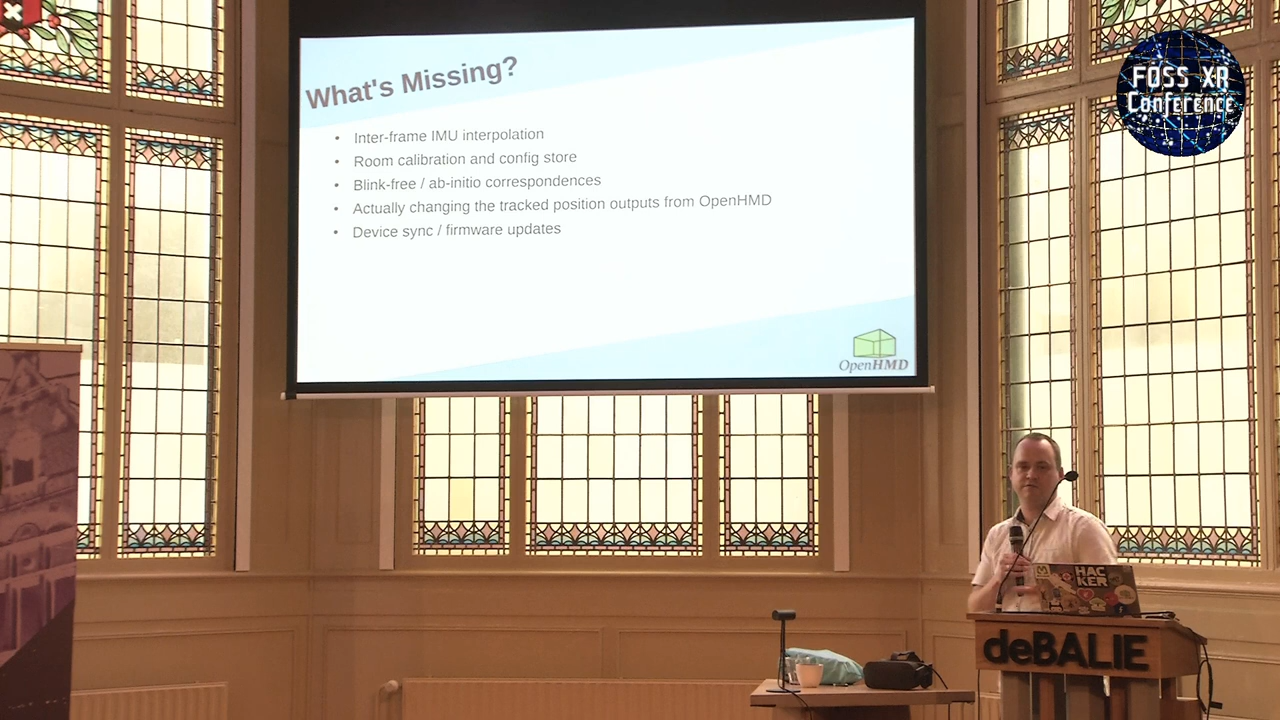 What's Missing?
• Inter-frame IMU interpolation
• Room calibration and config store
• Blink-free / ab-initio correspondences
• Actually changing the tracked position outputs from OpenHMD
• Device sync / firmware updates
OpenHMD
FOSS XR
Conference
HAC
KER
deBALIE